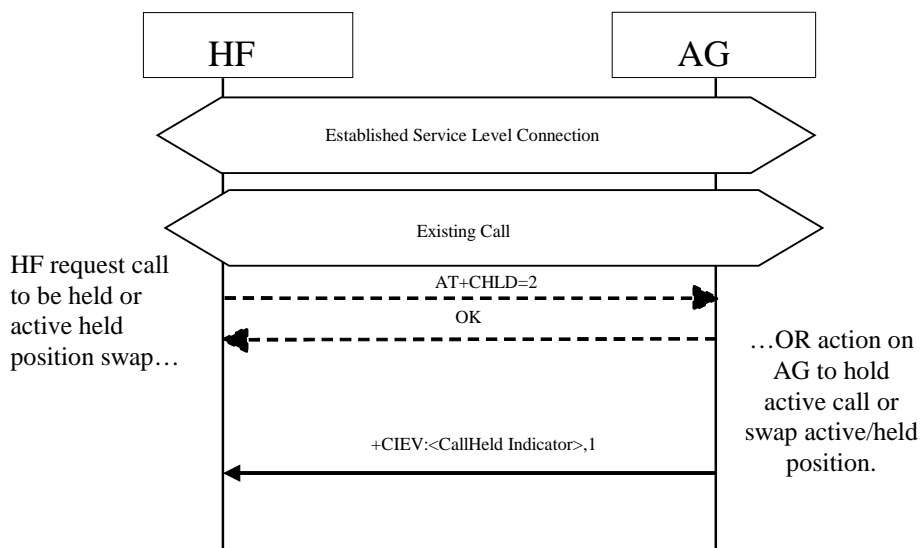 HF
AG
Established Service Level Connection
Existing Call
HF request call
to be held or
active held
position swap…
AT+CHLD=2
OK
…OR action on
AG to hold
active call or
swap active/held
position.
+CIEV:<CallHeld Indicator>,1